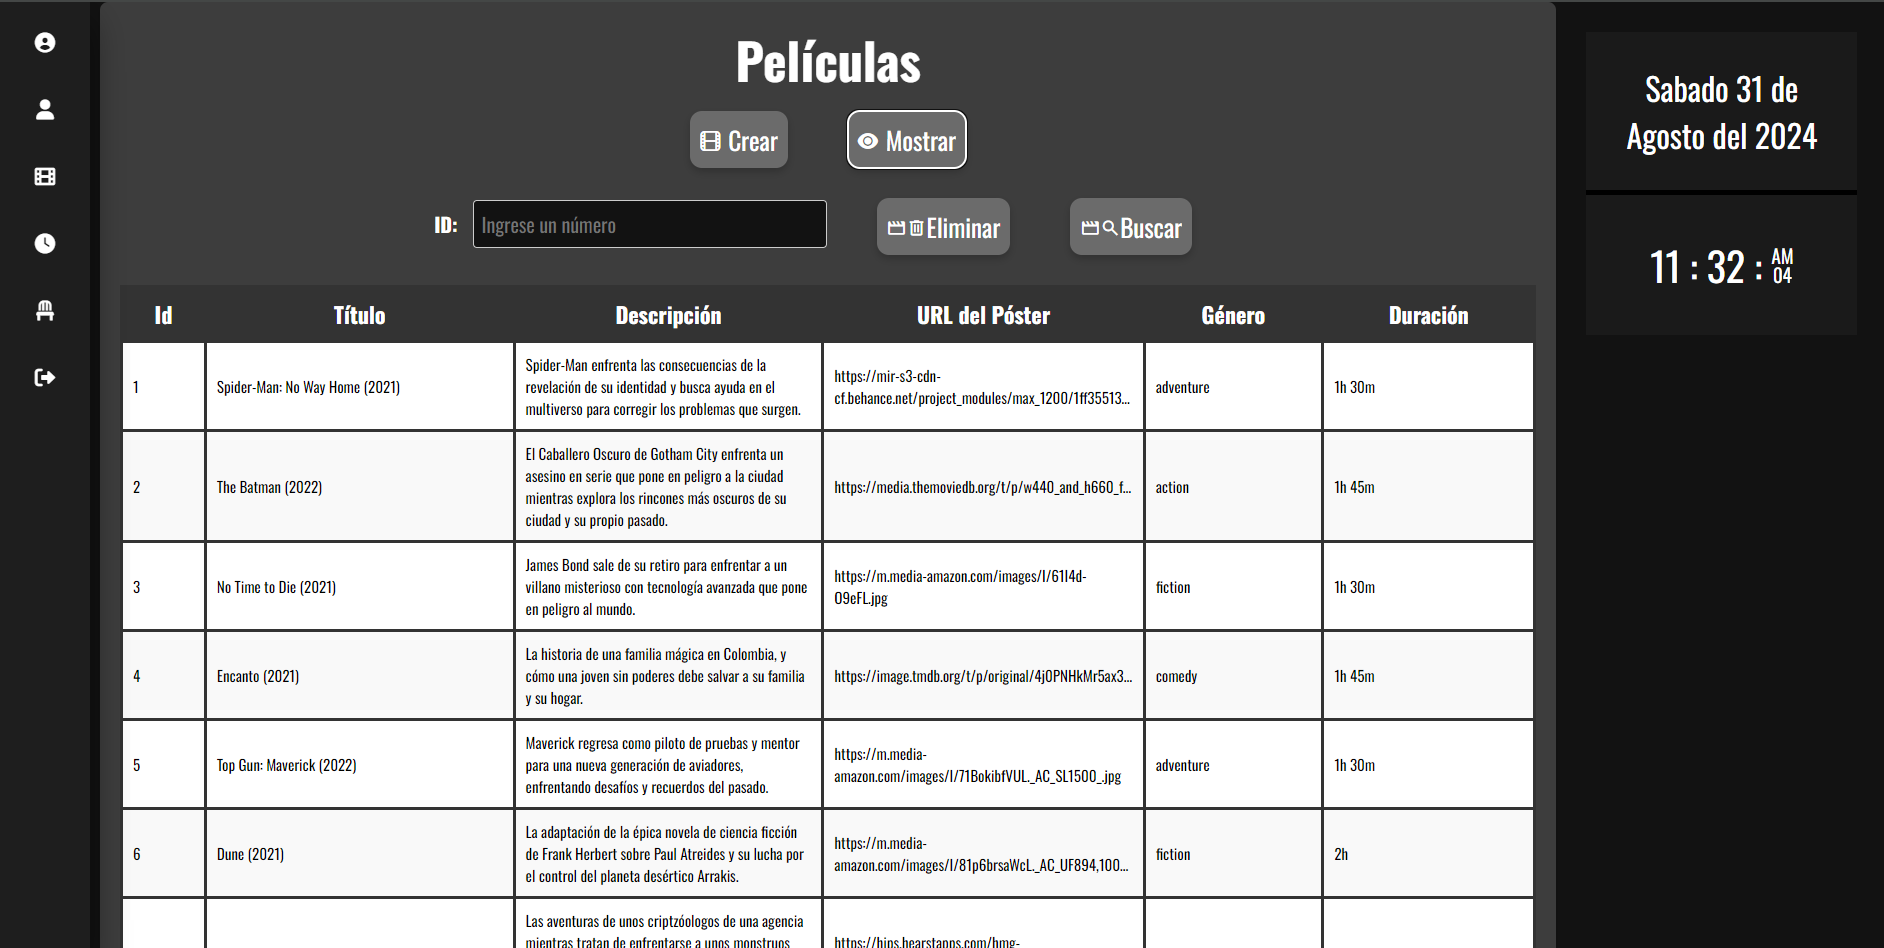 Películas
Crear
Mostrar
ID:
Ingrese un número
Eliminar
Buscar
Sabado 31 de
Agosto del 2024
11 : 32 : AM
04
Id Título Descripción URL del Póster Género Duración
1
Spider-Man: No Way Home (2021)
Spider-Man enfrenta las consecuencias de la
revelación de su identidad y busca ayuda en el
multiverso para corregir los problemas que surgen.
https://mir-s3-cdn-
cf.behance.net/project_modules/max_1200/1ff35513...
adventure
1h 30m
2
The Batman (2022)
El Caballero Oscuro de Gotham City enfrenta un
asesino en serie que pone en peligro a la ciudad
mientras explora los rincones más oscuros de su
ciudad y su propio pasado.
https://media.themoviedb.org/t/p/w440_and_h660_f...
action
1h 45m
3
No Time to Die (2021)
James Bond sale de su retiro para enfrentar a un
villano misterioso con tecnología avanzada que pone
en peligro al mundo.
https://m.media-amazon.com/images/I/61I4d-
O9eFL.jpg
fiction
1h 30m
4
Encanto (2021)
La historia de una familia mágica en Colombia, y
cómo una joven sin poderes debe salvar a su familia
y su hogar.
https://image.tmdb.org/t/p/original/4j0PNHkMr5ax3...
comedy
1h 45m
5
Top Gun: Maverick (2022)
Maverick regresa como piloto de pruebas y mentor
para una nueva generación de aviadores,
enfrentando desafíos y recuerdos del pasado.
https://m.media-
amazon.com/images/I/71BokibfVUL._AC_SL1500_.jpg
adventure
1h 30m
6
Dune (2021)
La adaptación de la épica novela de ciencia ficción
de Frank Herbert sobre Paul Atreides y su lucha por
el control del planeta desértico Arrakis.
https://m.media-
amazon.com/images/I/81p6brsaWcL._AC_UF894,100...
fiction
2h
Las aventuras de unos criptzóologos de una agencia
mientras tratan de enfrentarse a unos monstruos
https://hips.hearstapps.com/hmg-